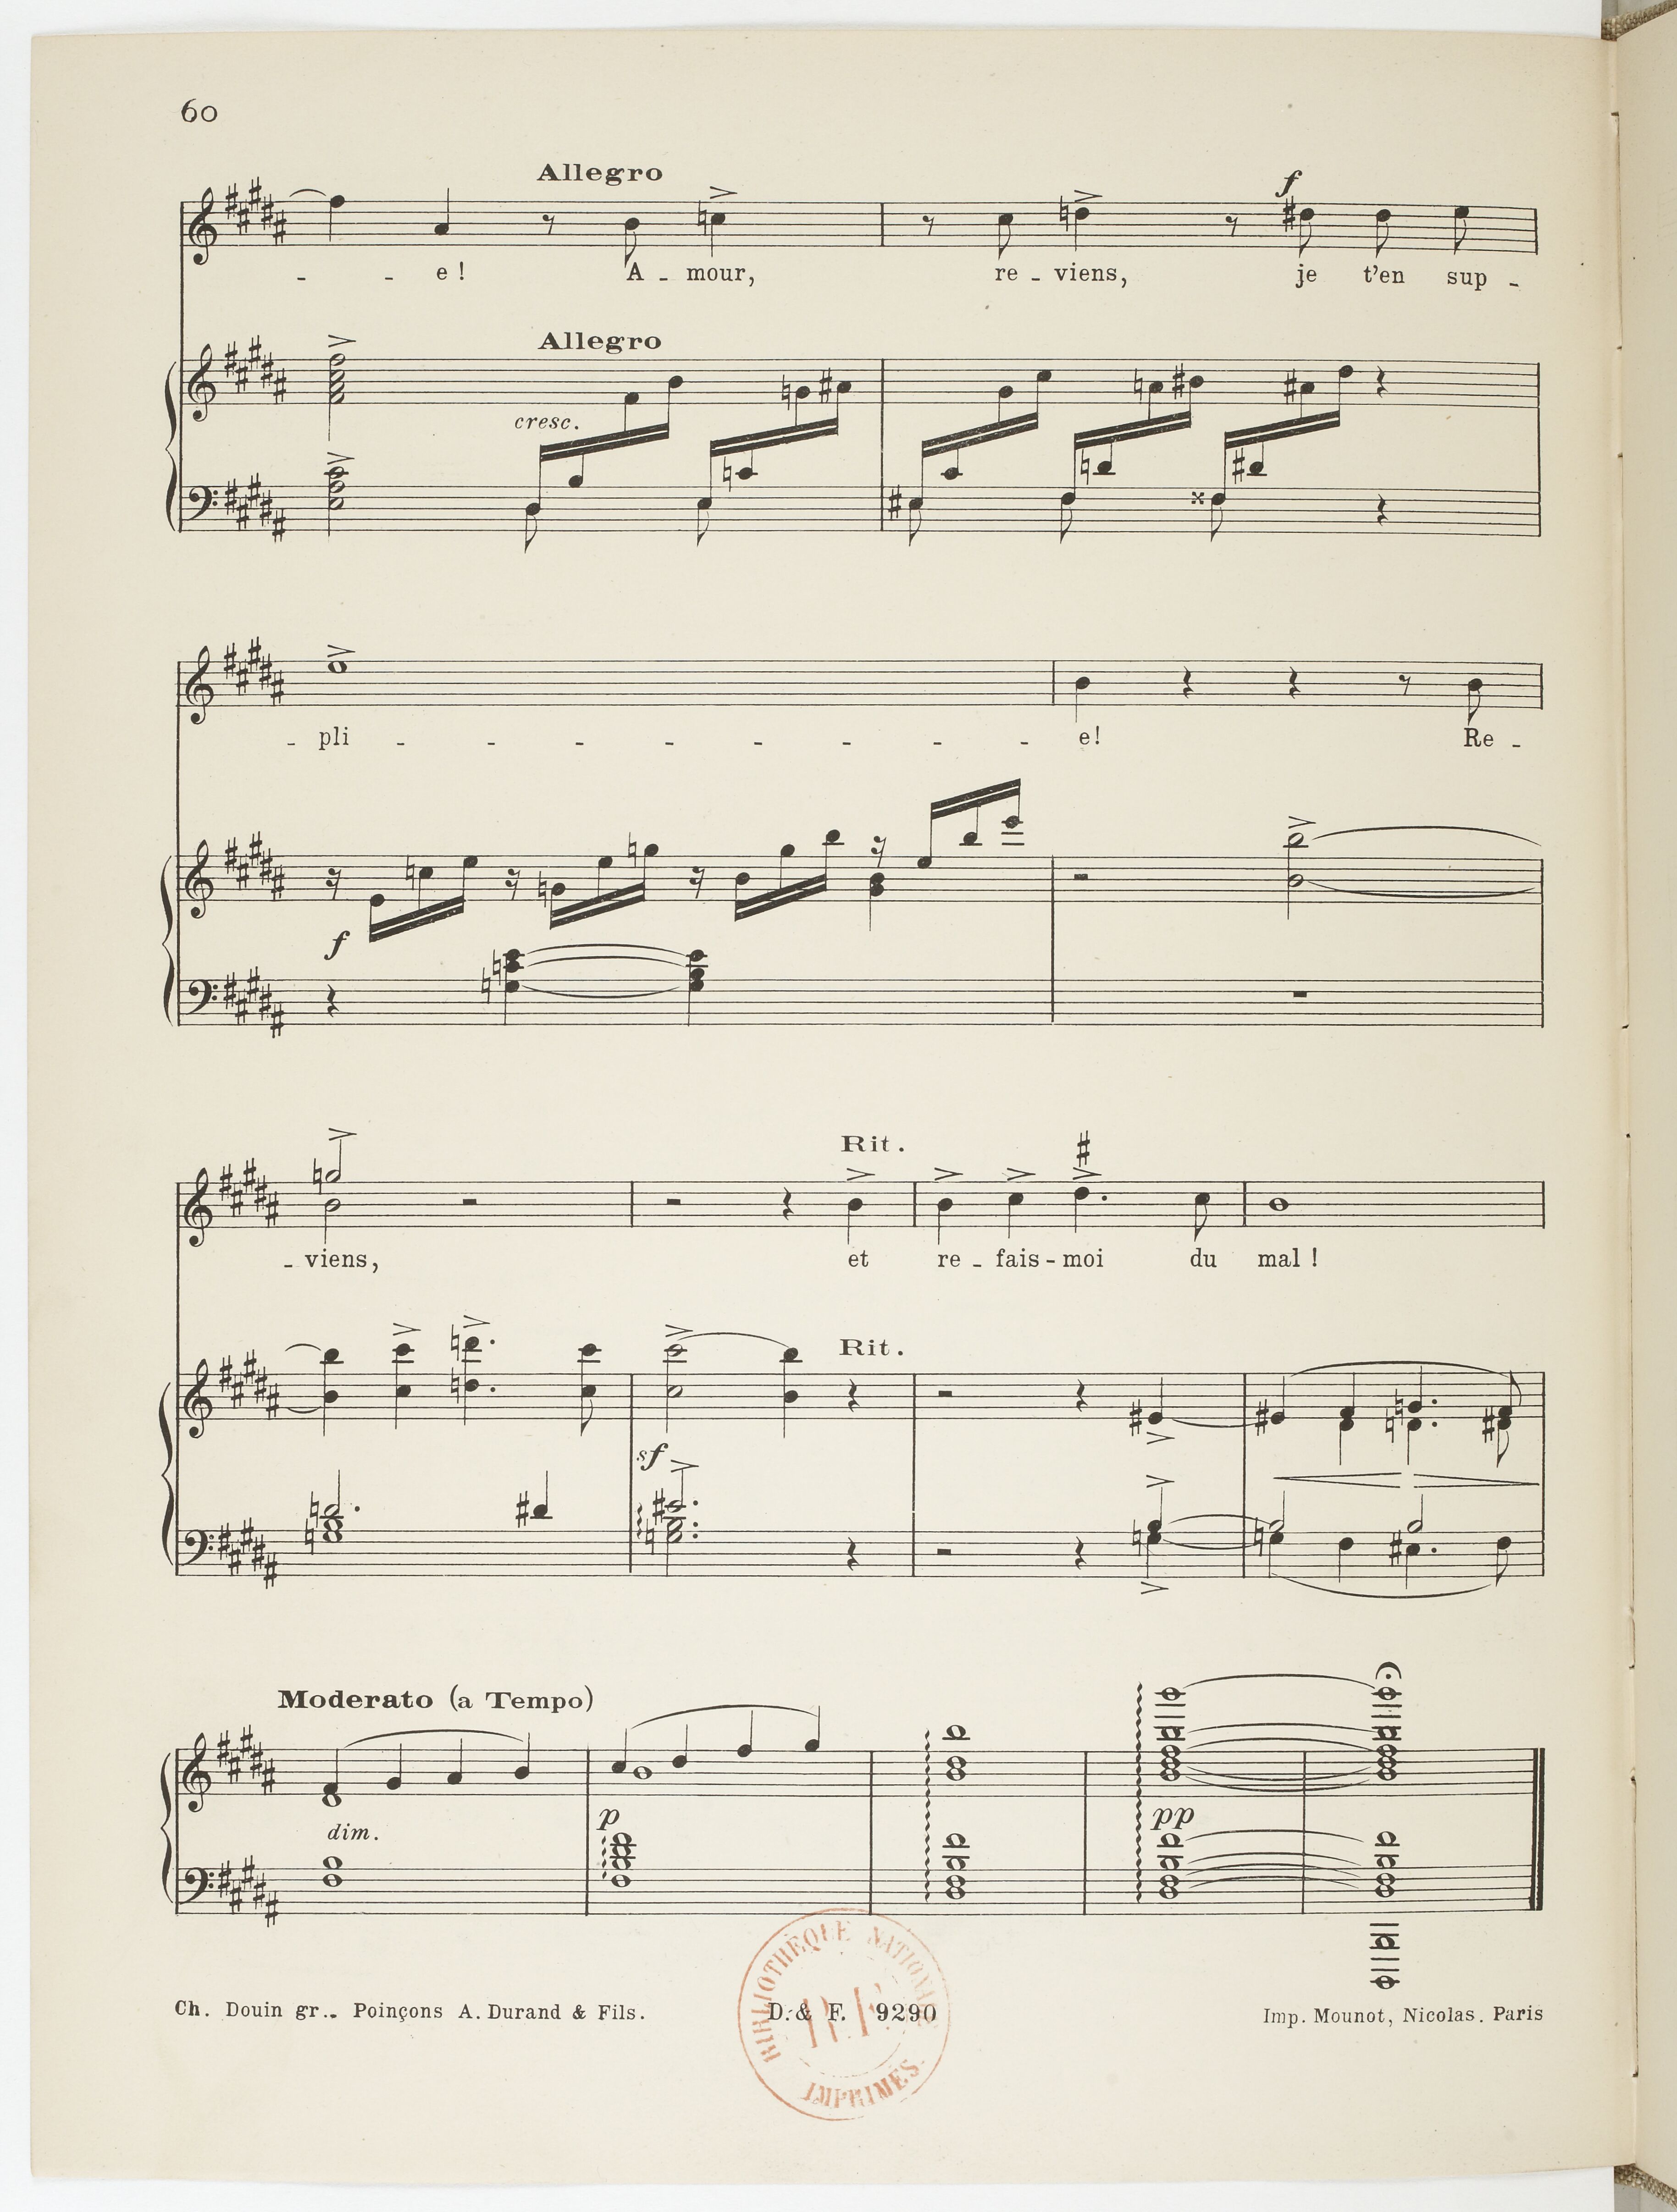 60
Allegro
f
- - e ! A - mour, re - viens, je t'en sup -
Allegro
cresc.
- pli - - - - - - - - e! Re -
f
Rit.
- viens, et re - fais - moi du mal !
Rit.
sf
Moderato (a Tempo)
dim.
p
pp
Ch. Douin gr.. Poinçons A. Durand & Fils. D. & F. 9290 Imp. Mounot, Nicolas. Paris
BIBLIOTHÈQUE NATIONALE
R.F.
IMPRIMÉS.